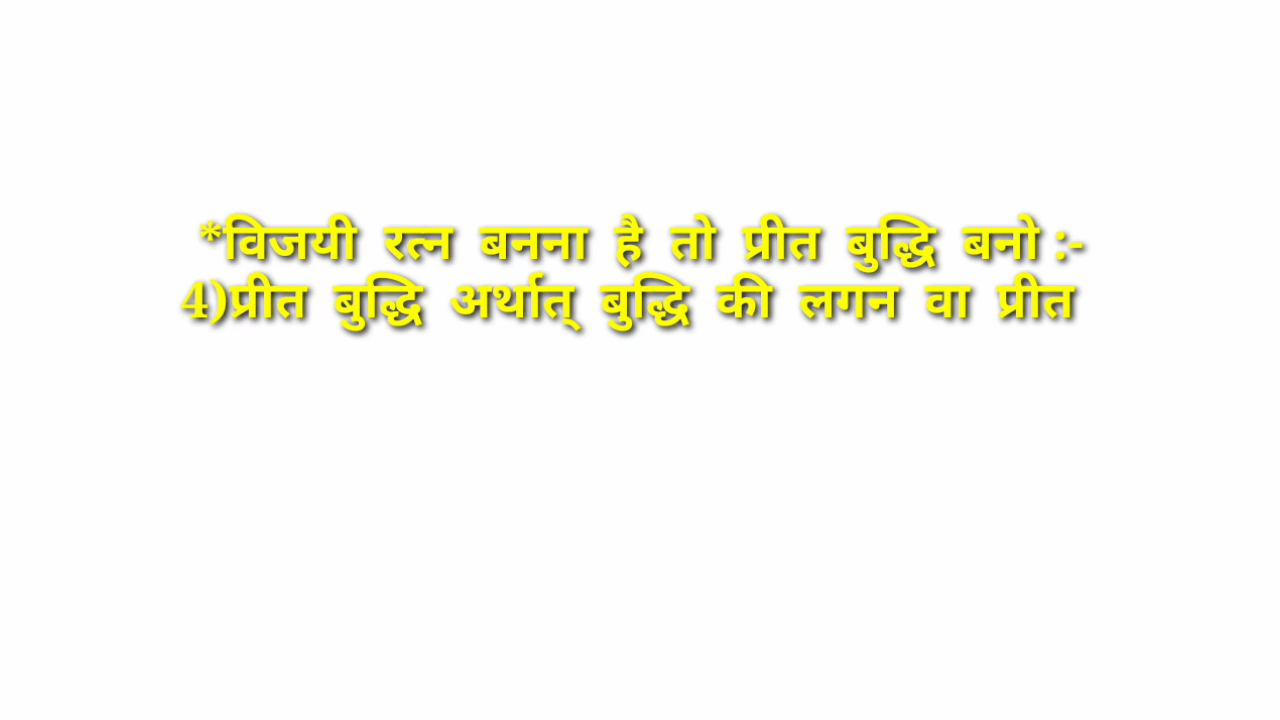 *विजयी रत्न बनना है तो प्रीत बुद्धि बनो :-
4)प्रीत बुद्धि अर्थात् बुद्धि की लगन वा प्रीत